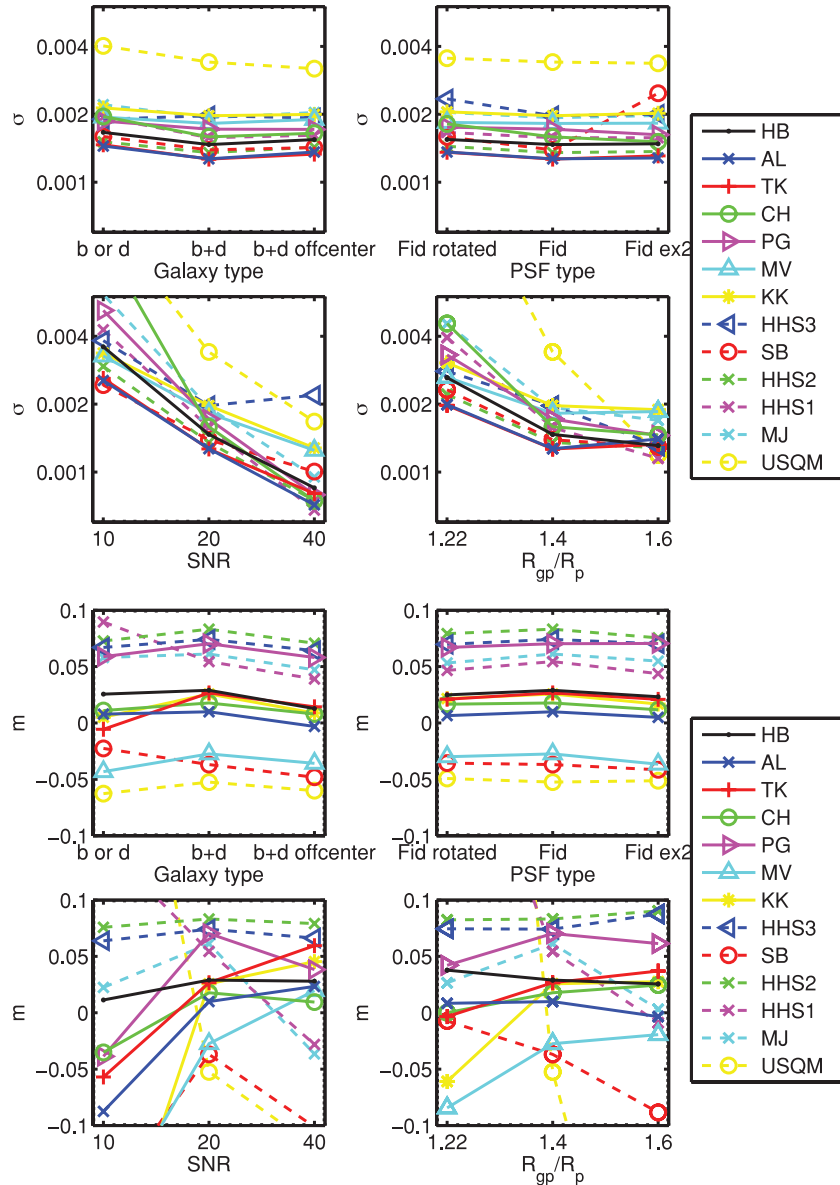 0.004
0.002
0.001
σ
b or d b+d b+d offcenter
Galaxy type
0.004
0.002
0.001
σ
Fid rotated Fid Fid ex2
PSF type
0.004
0.002
0.001
σ
10 20 40
SNR
0.004
0.002
0.001
σ
1.22 1.4 1.6
R_gp/R_p
HB
AL
TK
CH
PG
MV
KK
HHS3
SB
HHS2
HHS1
MJ
USQM
0.1
0.05
0
−0.05
−0.1
m
b or d b+d b+d offcenter
Galaxy type
0.1
0.05
0
−0.05
−0.1
m
Fid rotated Fid Fid ex2
PSF type
0.1
0.05
0
−0.05
−0.1
m
10 20 40
SNR
0.1
0.05
0
−0.05
−0.1
m
1.22 1.4 1.6
R_gp/R_p
HB
AL
TK
CH
PG
MV
KK
HHS3
SB
HHS2
HHS1
MJ
USQM